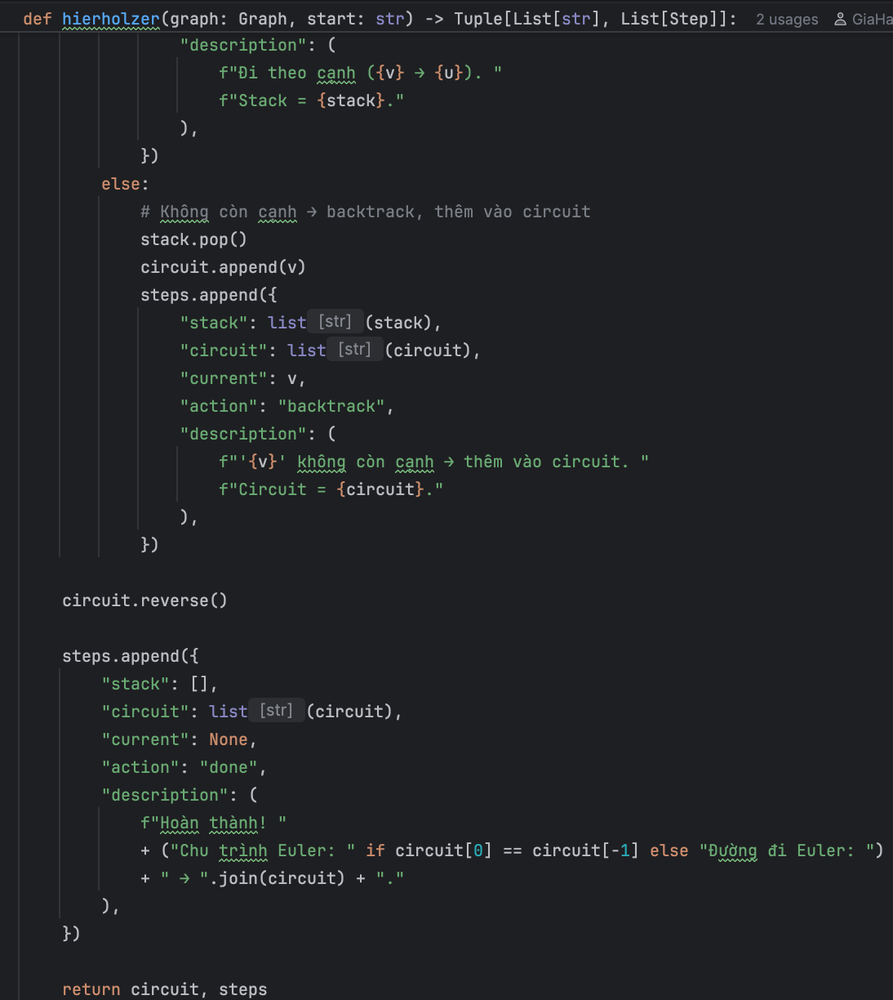 def hierholzer(graph: Graph, start: str) -> Tuple[List[str], List[Step]]: 2 usages GiaHa
"description": (
f"Đi theo cạnh ({v} → {u}). "
f"Stack = {stack}."
),
})
else:
# Không còn cạnh → backtrack, thêm vào circuit
stack.pop()
circuit.append(v)
steps.append({
"stack": list [str] (stack),
"circuit": list [str] (circuit),
"current": v,
"action": "backtrack",
"description": (
f"'{v}' không còn cạnh → thêm vào circuit. "
f"Circuit = {circuit}."
),
})
circuit.reverse()
steps.append({
"stack": [],
"circuit": list [str] (circuit),
"current": None,
"action": "done",
"description": (
f"Hoàn thành! "
+ ("Chu trình Euler: " if circuit[0] == circuit[-1] else "Đường đi Euler: ")
+ " → ".join(circuit) + "."
),
})
return circuit, steps